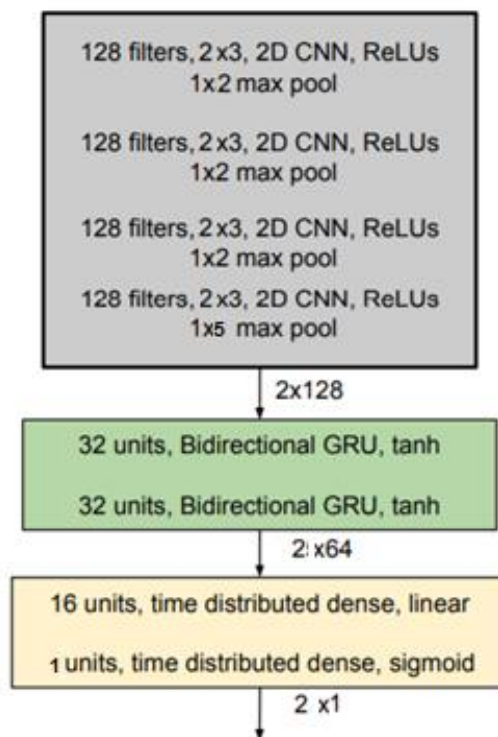 128 filters, 2x3, 2D CNN, ReLUs
1x2 max pool
128 filters, 2x3, 2D CNN, ReLUs
1x2 max pool
128 filters, 2x3, 2D CNN, ReLUs
1x2 max pool
128 filters, 2x3, 2D CNN, ReLUs
1x5 max pool
2x128
32 units, Bidirectional GRU, tanh
32 units, Bidirectional GRU, tanh
2 x64
16 units, time distributed dense, linear
1 units, time distributed dense, sigmoid
2 x1